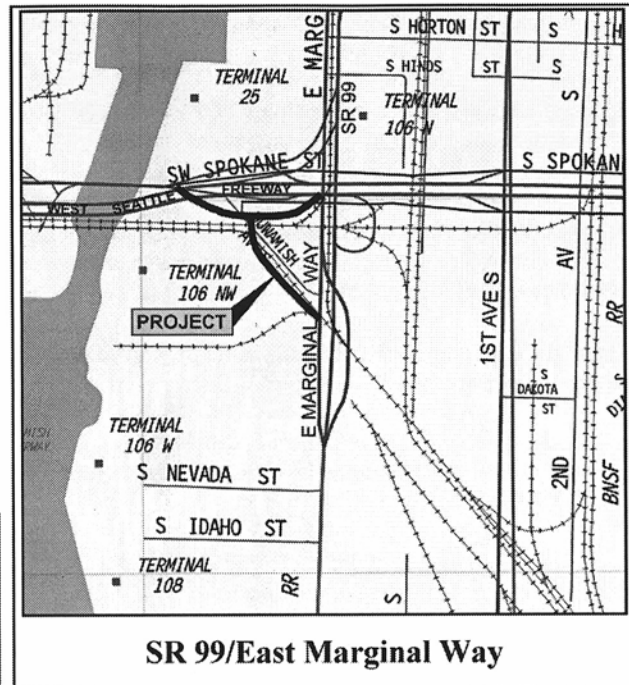 S HORTON ST S H
S HINDS ST S
TERMINAL
25
E MARG
SR 99
TERMINAL
106 N
S
SW SPOKANE ST
S SPOKAN
WEST SEATTLE FREEWAY
TERMINAL
106 NW
PROJECT
E MARGINAL WAY
1ST AVE S
AV
RR
S
DAKOTA
ST
2ND
BNSF
TERMINAL
106 W
S NEVADA ST
S IDAHO ST
TERMINAL
108
RR
S
SR 99/East Marginal Way